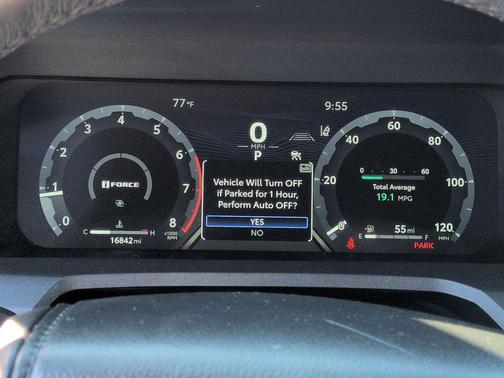 77°F
9:55
0
MPH
P
0
1
2
3
4
5
6
7
8
x1000
RPM
i FORCE
C H
16842 mi
Vehicle Will Turn OFF
if Parked for 1 Hour,
Perform Auto OFF?
YES
NO
0
20
40
60
80
100
120
MPH
0 30 60
Total Average
19.1 MPG
E F
55 mi
PARK